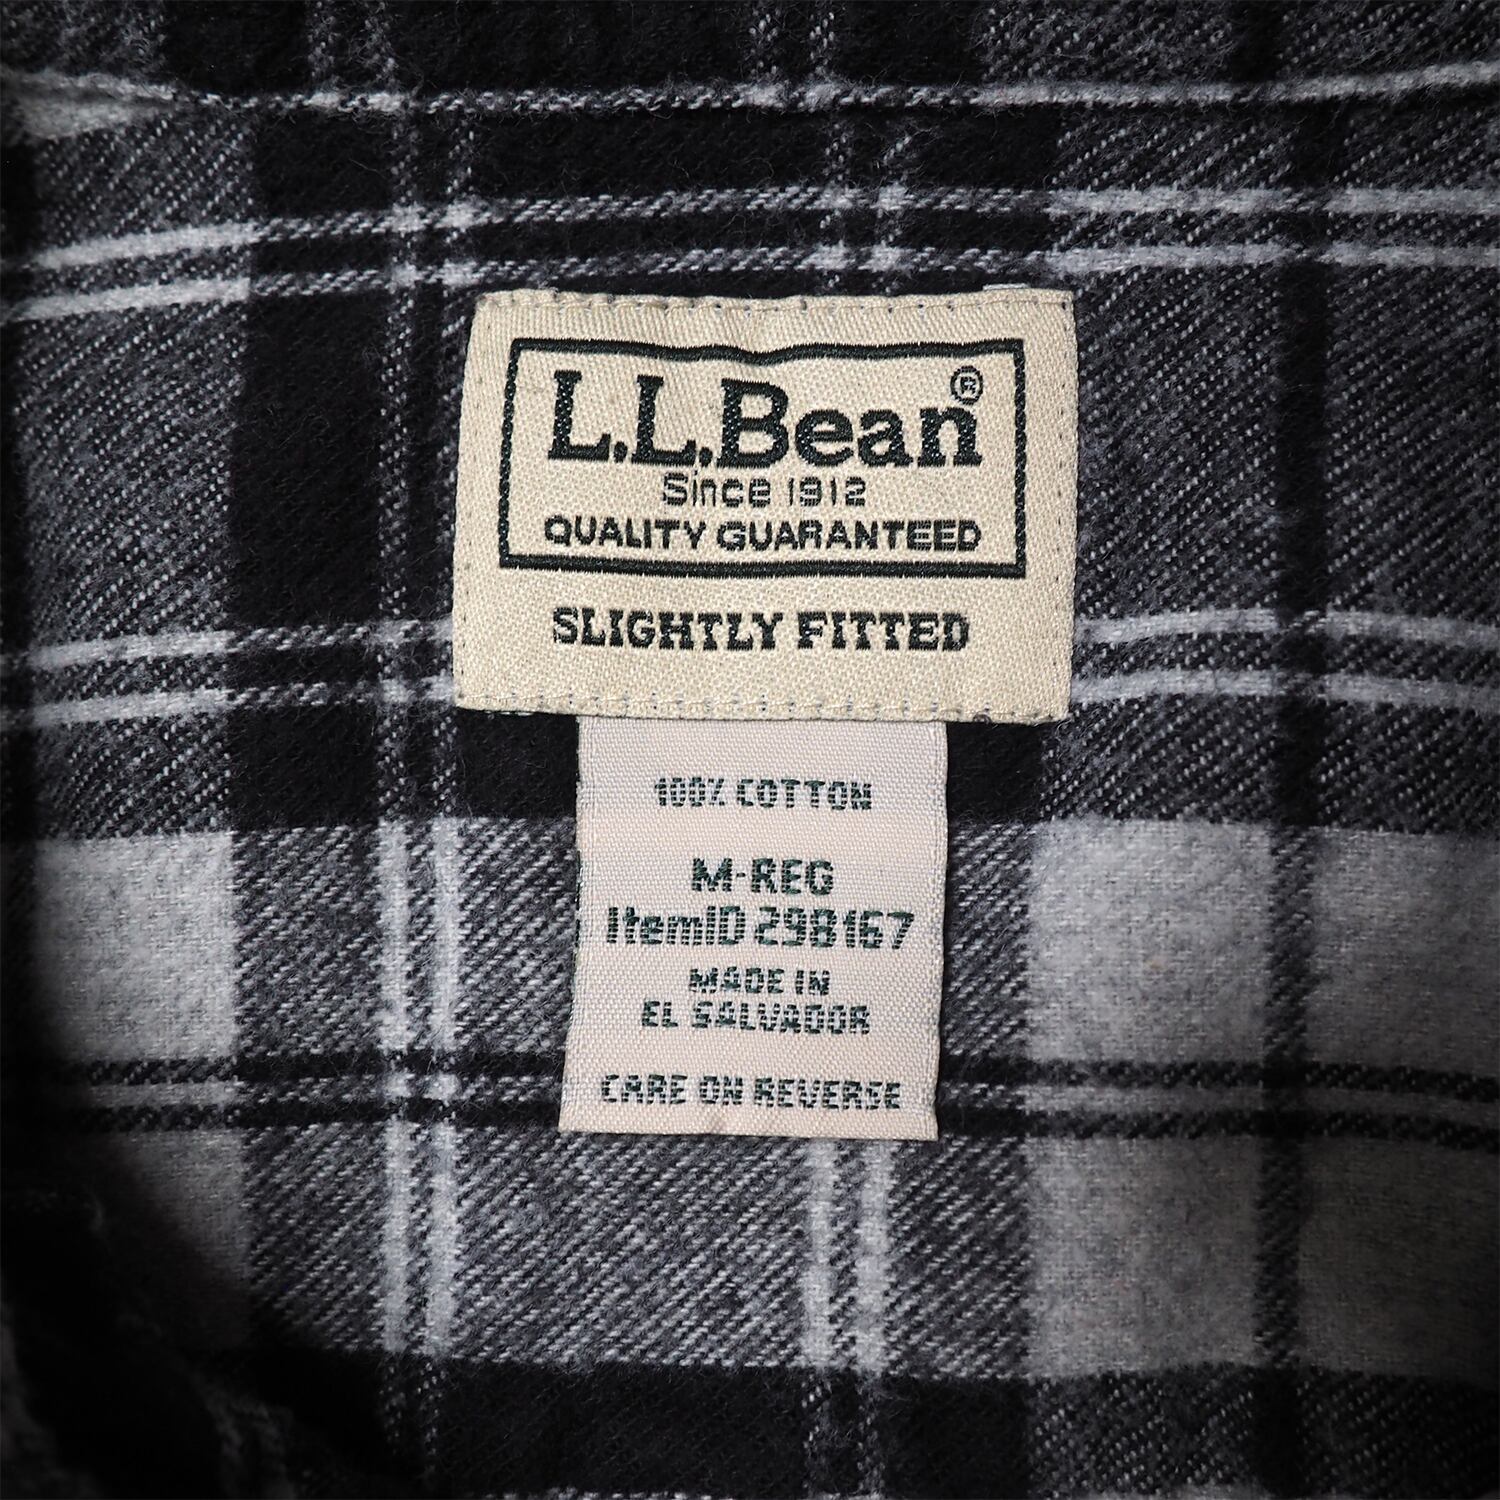 L.L.Bean®
Since 1912
QUALITY GUARANTEED
SLIGHTLY FITTED
100% COTTON
M-REG
ItemID 298167
MADE IN
EL SALVADOR
CARE ON REVERSE